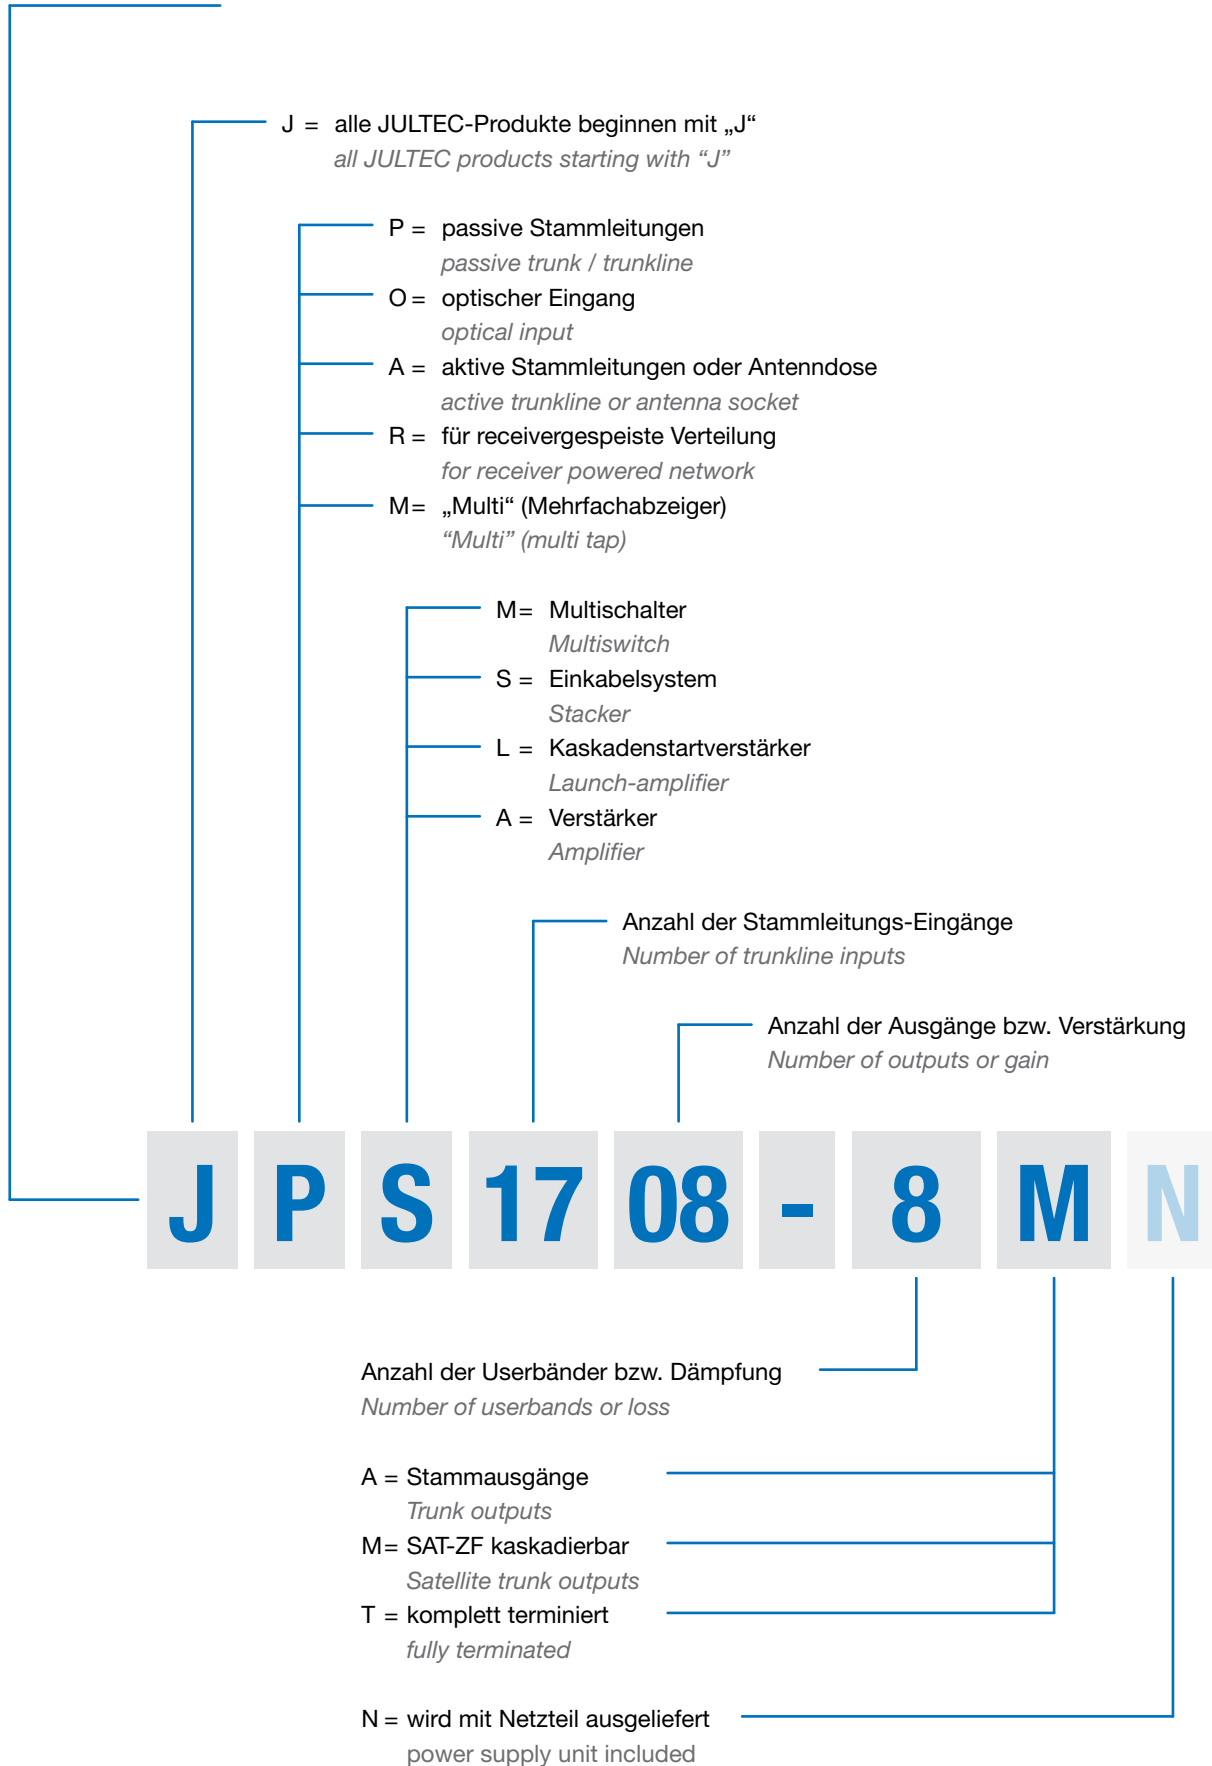 J = alle JULTEC-Produkte beginnen mit „J“
all JULTEC products starting with “J”
P = passive Stammleitungen
passive trunk / trunkline
O = optischer Eingang
optical input
A = aktive Stammleitungen oder Antenndose
active trunkline or antenna socket
R = für receivergespeiste Verteilung
for receiver powered network
M = „Multi“ (Mehrfachabzeiger)
“Multi” (multi tap)
M = Multischalter
Multiswitch
S = Einkabelsystem
Stacker
L = Kaskadenstartverstärker
Launch-amplifier
A = Verstärker
Amplifier
Anzahl der Stammleitungs-Eingänge
Number of trunkline inputs
Anzahl der Ausgänge bzw. Verstärkung
Number of outputs or gain
J P S 17 08 - 8 M N
Anzahl der Userbänder bzw. Dämpfung
Number of userbands or loss
A = Stammausgänge
Trunk outputs
M = SAT-ZF kaskadierbar
Satellite trunk outputs
T = komplett terminiert
fully terminated
N = wird mit Netzteil ausgeliefert
power supply unit included